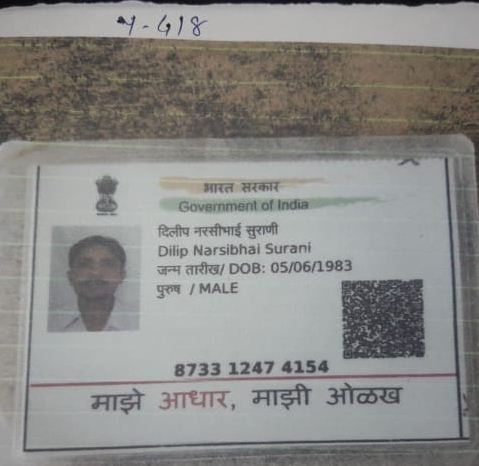 भारत सरकार
Government of India
दिलीप नरसीभाई सुराणी
Dilip Narsibhai Surani
जन्म तारीख/ DOB: 05/06/1983
पुरुष / MALE
8733 1247 4154
माझे आधार, माझी ओळख